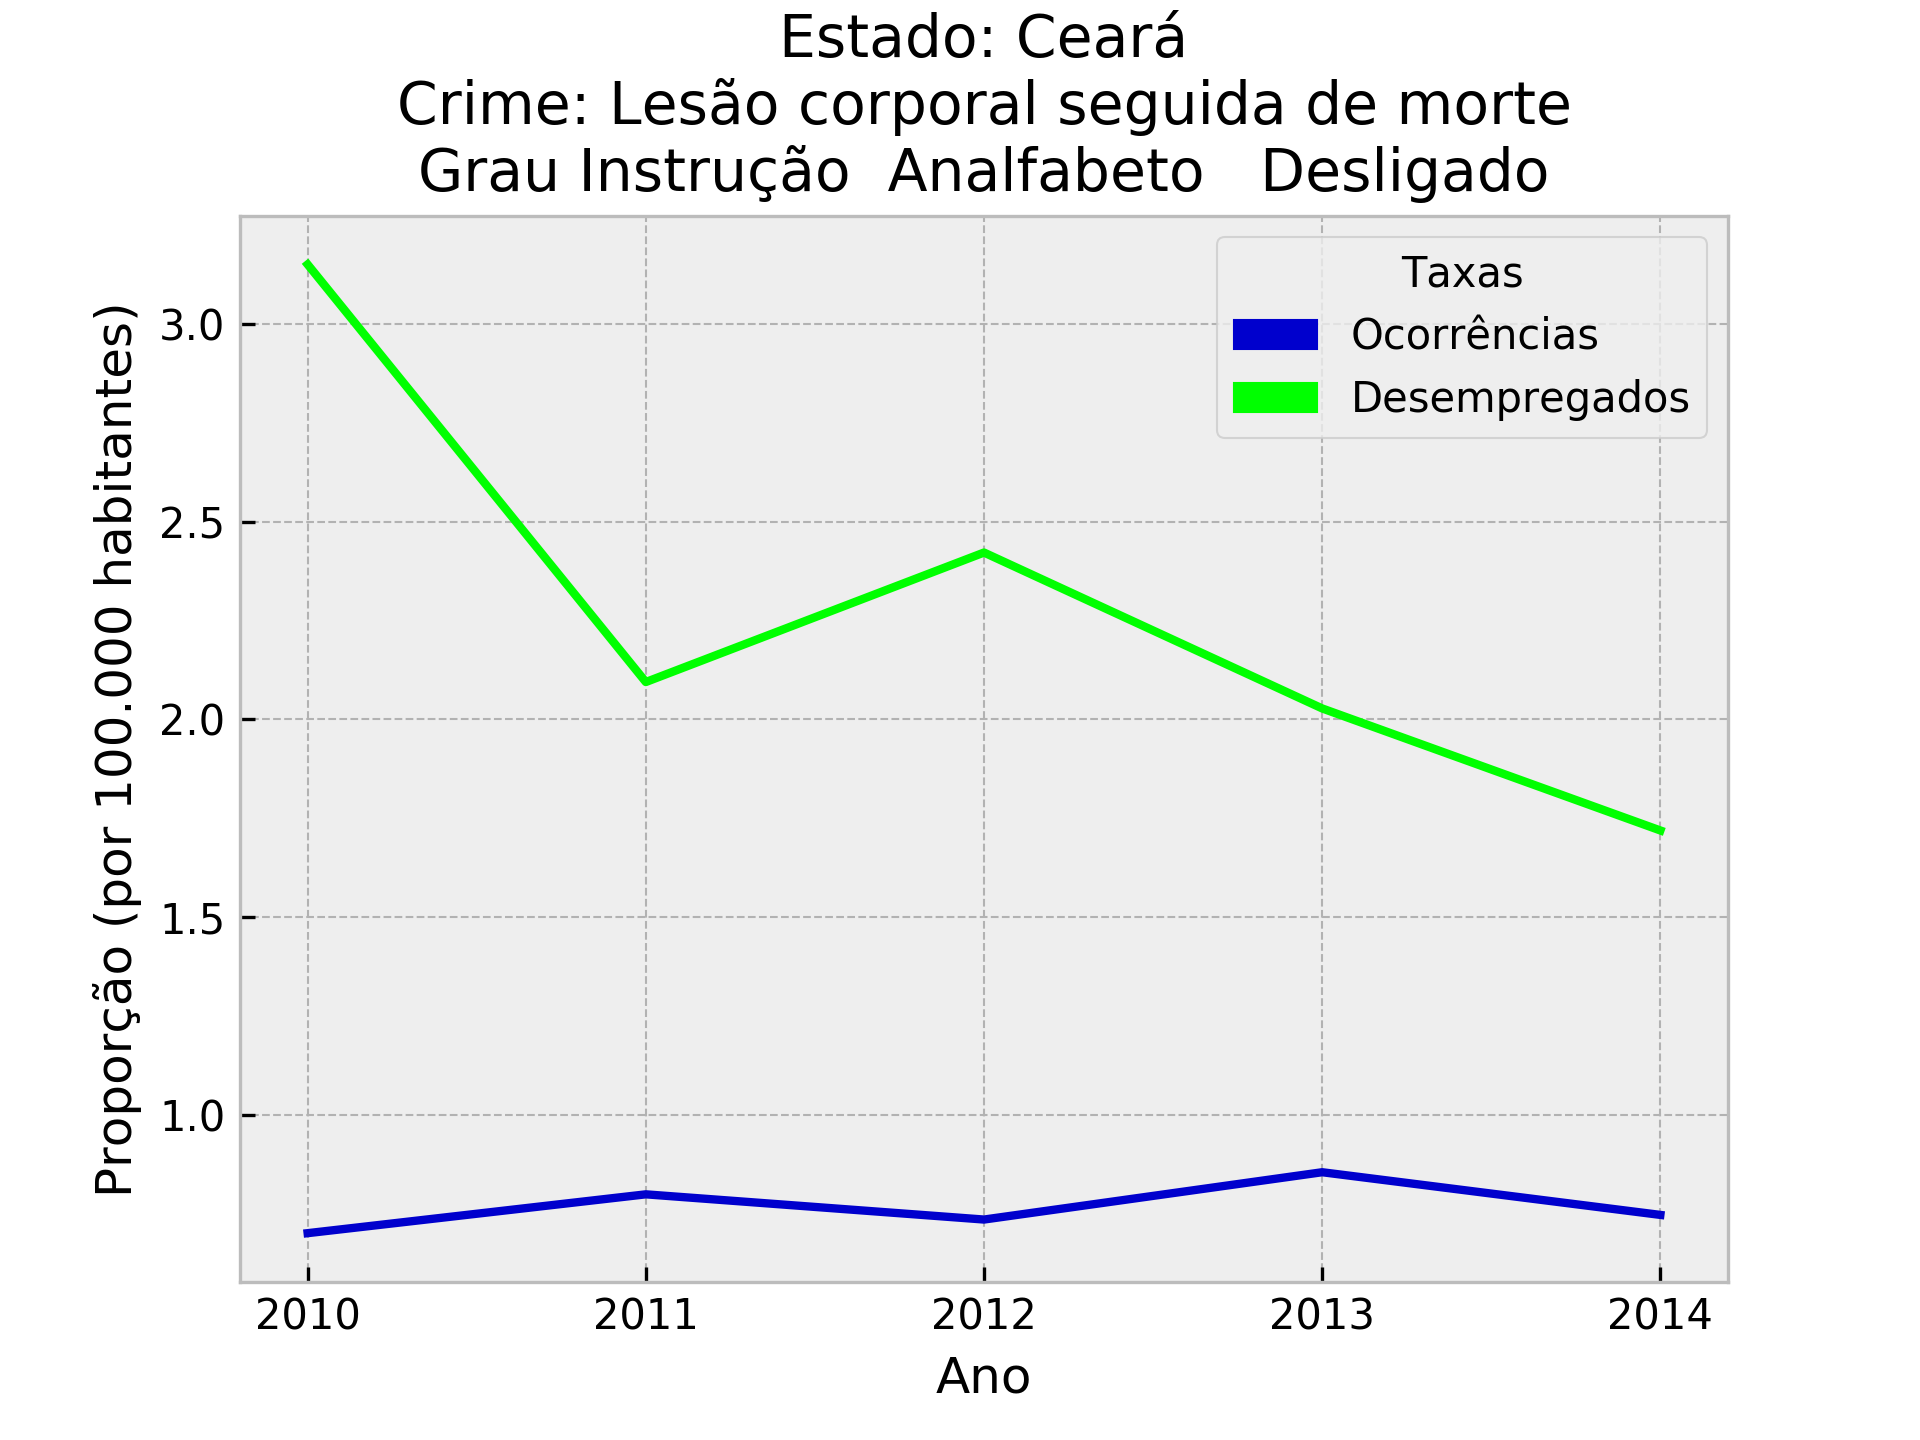 Estado: Ceará
Crime: Lesão corporal seguida de morte
Grau Instrução  Analfabeto   Desligado
Taxas
Ocorrências
Desempregados
Proporção (por 100.000 habitantes)
3.0
2.5
2.0
1.5
1.0
2010 2011 2012 2013 2014
Ano